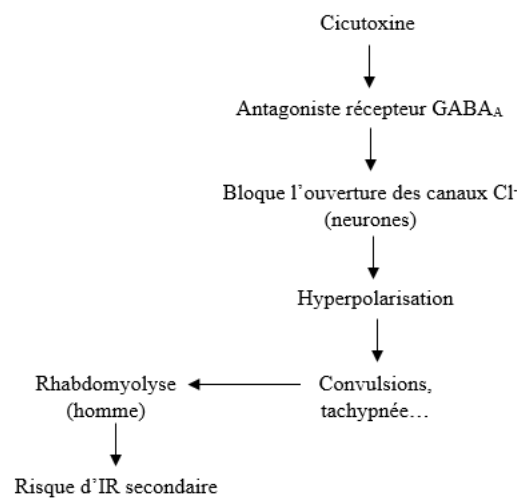 Cicutoxine
Antagoniste récepteur GABAA
Bloque l’ouverture des canaux Cl-
(neurones)
Hyperpolarisation
Rhabdomyolyse
(homme)
Convulsions,
tachypnée…
Risque d’IR secondaire